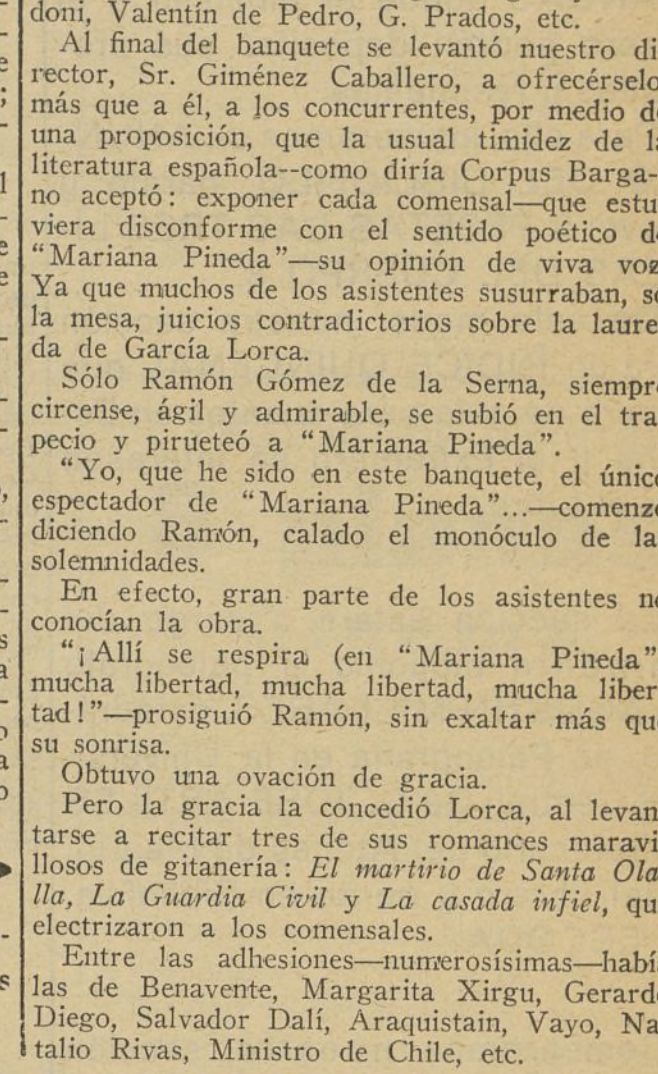 doni, Valentín de Pedro, G. Prados, etc.
Al final del banquete se levantó nuestro di
rector, Sr. Giménez Caballero, a ofrecérselo
más que a él, a los concurrentes, por medio d
una proposición, que la usual timidez de l
literatura española--como diría Corpus Barga-
no aceptó: exponer cada comensal—que estu
viera disconforme con el sentido poético d
“Mariana Pineda”—su opinión de viva voz
Ya que muchos de los asistentes susurraban, s
la mesa, juicios contradictorios sobre la laure
da de García Lorca.
Sólo Ramón Gómez de la Serna, siempr
circense, ágil y admirable, se subió en el tra
pecio y pirueteó a “Mariana Pineda”.
“Yo, que he sido en este banquete, el únic
espectador de “Mariana Pineda”...—comenz
diciendo Ramón, calado el monóculo de la
solemnidades.
En efecto, gran parte de los asistentes n
conocían la obra.
“¡Allí se respira (en “Mariana Pineda”
mucha libertad, mucha libertad, mucha liber
tad!”—prosiguió Ramón, sin exaltar más qu
su sonrisa.
Obtuvo una ovación de gracia.
Pero la gracia la concedió Lorca, al levan
tarse a recitar tres de sus romances maravi
llosos de gitanería: El martirio de Santa Ola
lla, La Guardia Civil y La casada infiel, qu
electrizaron a los comensales.
Entre las adhesiones—numerosísimas—habí
las de Benavente, Margarita Xirgu, Gerard
Diego, Salvador Dalí, Araquistain, Vayo, Na
talio Rivas, Ministro de Chile, etc.